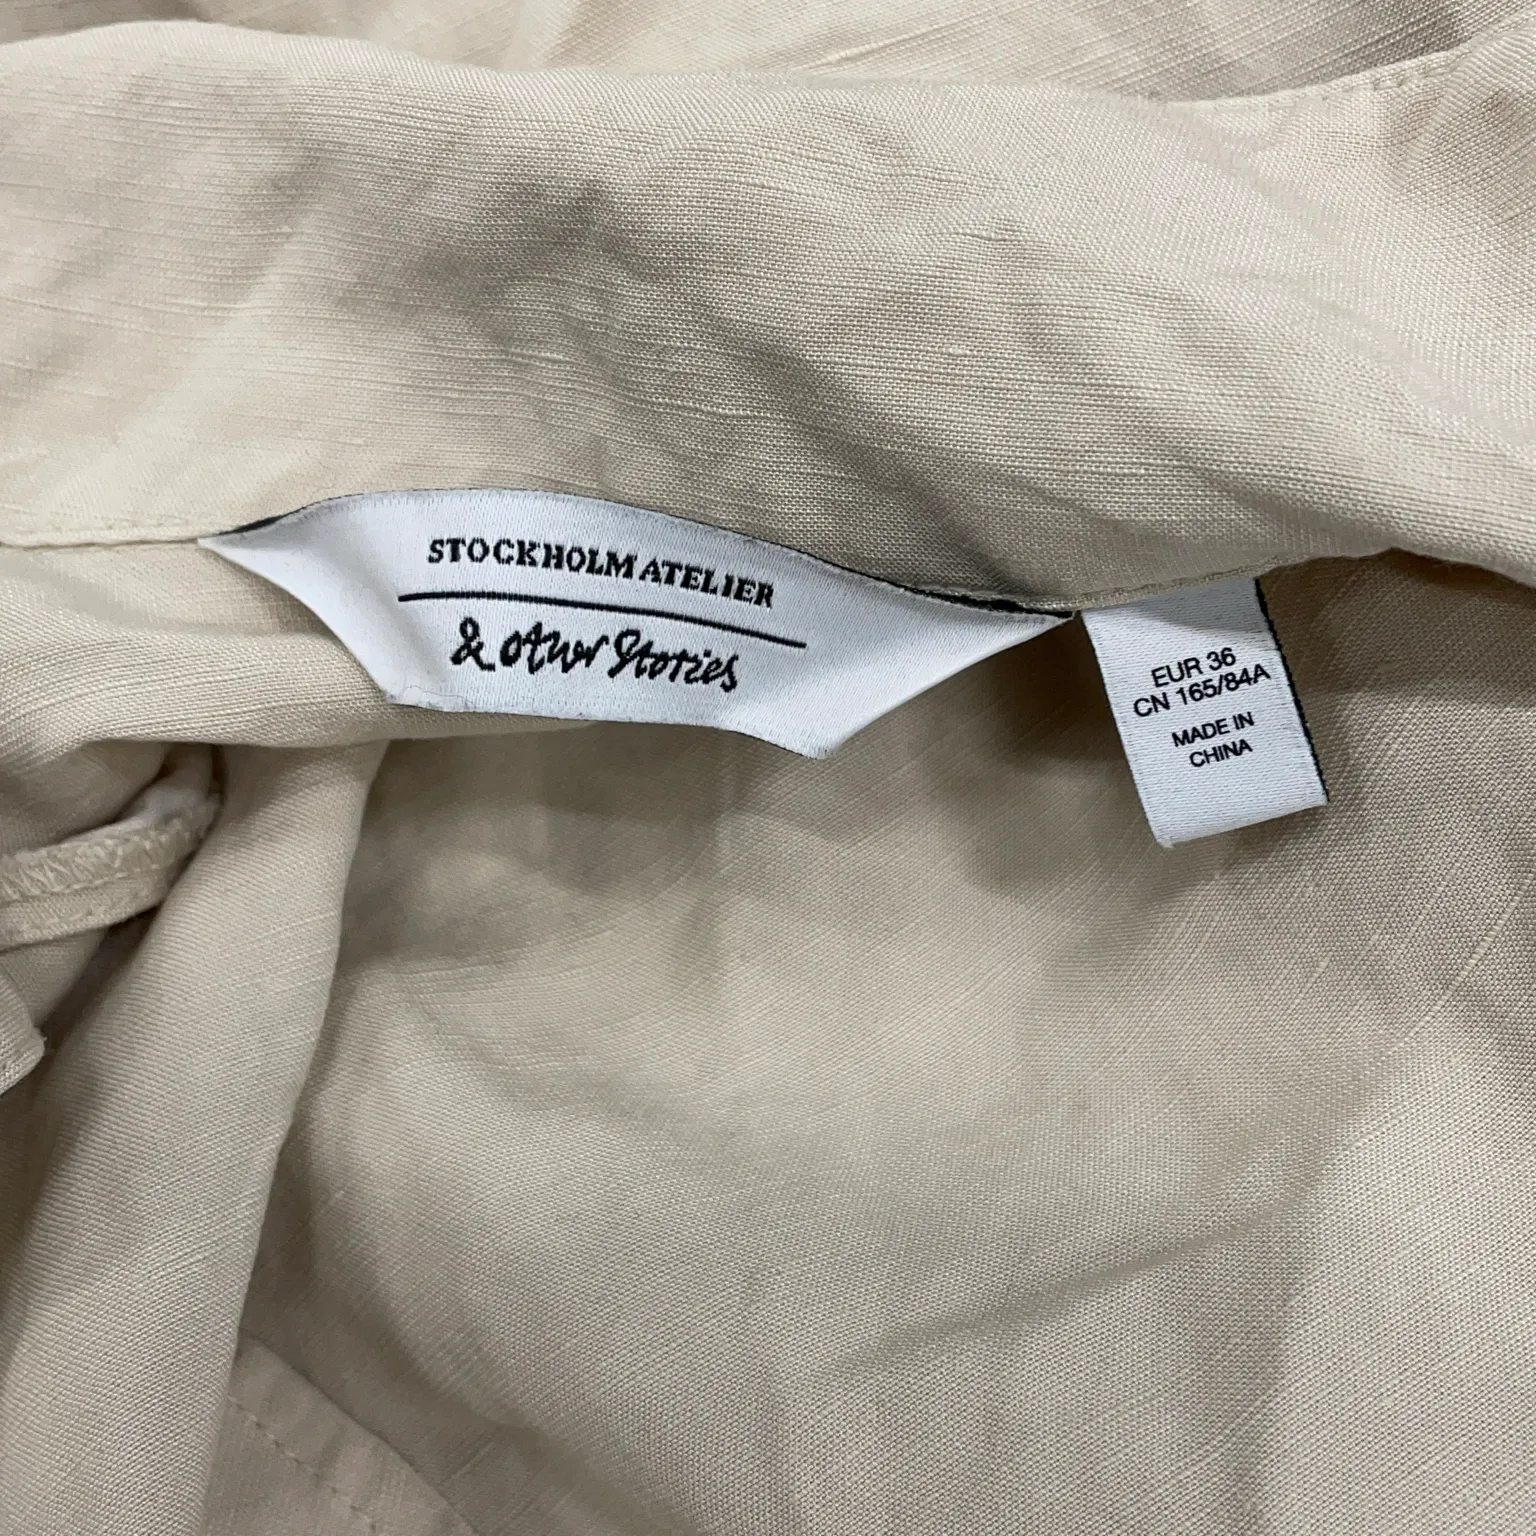 STOCKHOLM ATELIER
& other Stories
EUR 36
CN 165/84A
MADE IN
CHINA